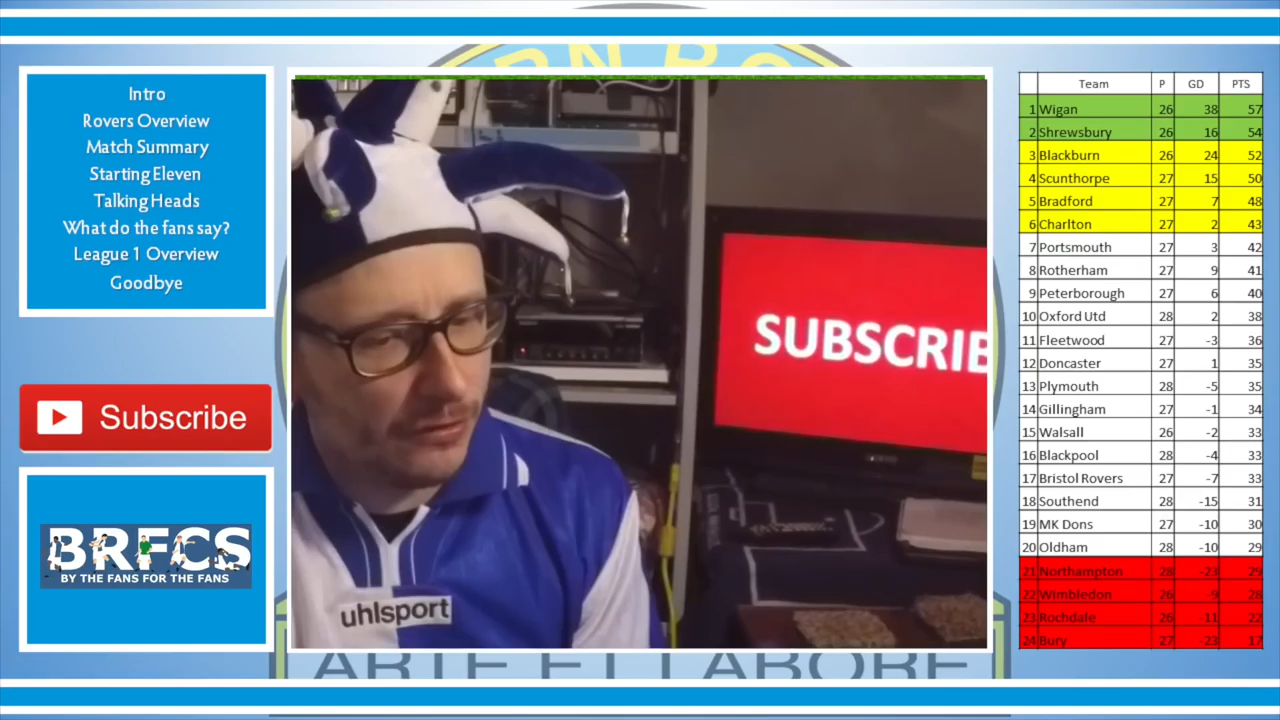 RN RO
Intro
Rovers Overview
Match Summary
Starting Eleven
Talking Heads
What do the fans say?
League 1 Overview
Goodbye
Subscribe
BRFCS
BY THE FANS FOR THE FANS
SUBSCRIB
uhlsport
ARTE ET LABORE
Team P GD PTS
1 Wigan 26 38 57
2 Shrewsbury 26 16 54
3 Blackburn 26 24 52
4 Scunthorpe 27 15 50
5 Bradford 27 7 48
6 Charlton 27 2 43
7 Portsmouth 27 3 42
8 Rotherham 27 9 41
9 Peterborough 27 6 40
10 Oxford Utd 28 2 38
11 Fleetwood 27 -3 36
12 Doncaster 27 1 35
13 Plymouth 28 -5 35
14 Gillingham 27 -1 34
15 Walsall 26 -2 33
16 Blackpool 28 -4 33
17 Bristol Rovers 27 -7 33
18 Southend 28 -15 31
19 MK Dons 27 -10 30
20 Oldham 28 -10 29
21 Northampton 28 -23 29
22 Wimbledon 26 -9 28
23 Rochdale 26 -11 22
24 Bury 27 -23 17